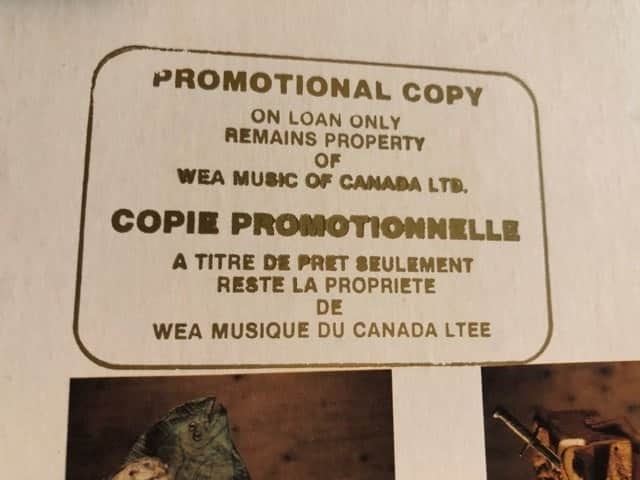 PROMOTIONAL COPY
ON LOAN ONLY
REMAINS PROPERTY
OF
WEA MUSIC OF CANADA LTD.
COPIE PROMOTIONNELLE
A TITRE DE PRET SEULEMENT
RESTE LA PROPRIETE
DE
WEA MUSIQUE DU CANADA LTEE